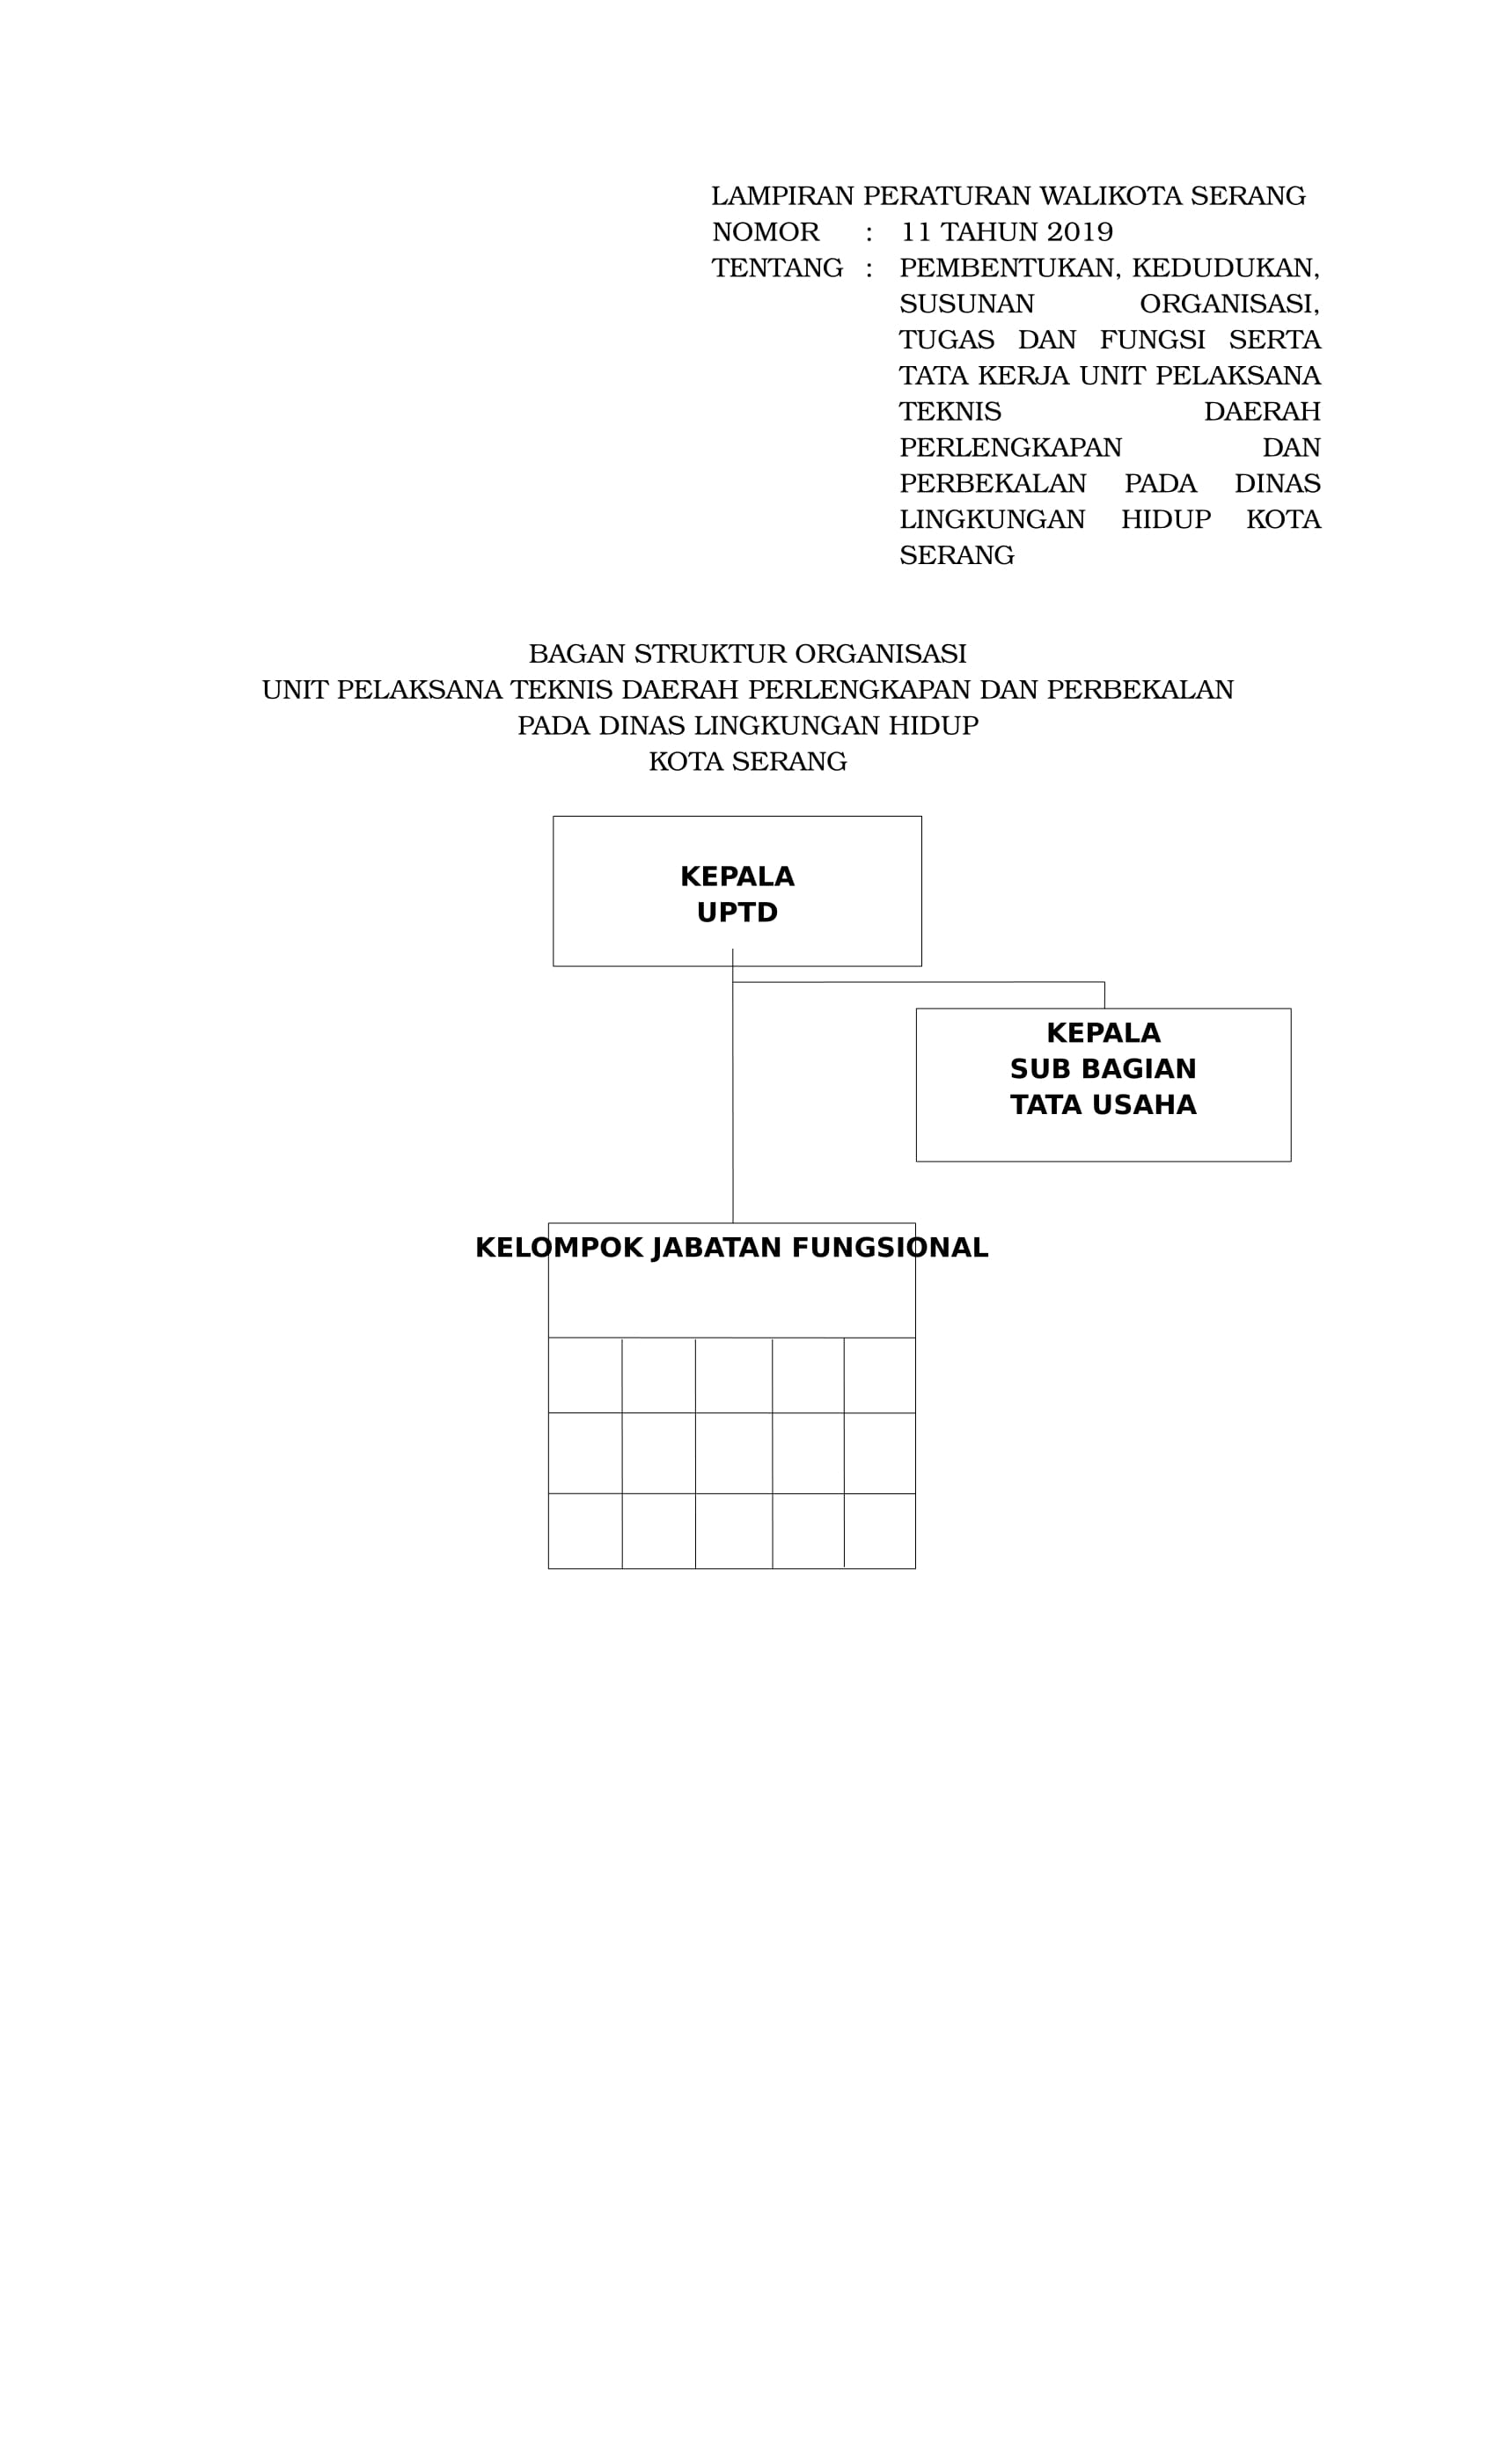 LAMPIRAN PERATURAN WALIKOTA SERANG
NOMOR : 11 TAHUN 2019
TENTANG : PEMBENTUKAN, KEDUDUKAN,
SUSUNAN ORGANISASI,
TUGAS DAN FUNGSI SERTA
TATA KERJA UNIT PELAKSANA
TEKNIS DAERAH
PERLENGKAPAN DAN
PERBEKALAN PADA DINAS
LINGKUNGAN HIDUP KOTA
SERANG
BAGAN STRUKTUR ORGANISASI
UNIT PELAKSANA TEKNIS DAERAH PERLENGKAPAN DAN PERBEKALAN
PADA DINAS LINGKUNGAN HIDUP
KOTA SERANG
KEPALA
UPTD
KEPALA
SUB BAGIAN
TATA USAHA
KELOMPOK JABATAN FUNGSIONAL